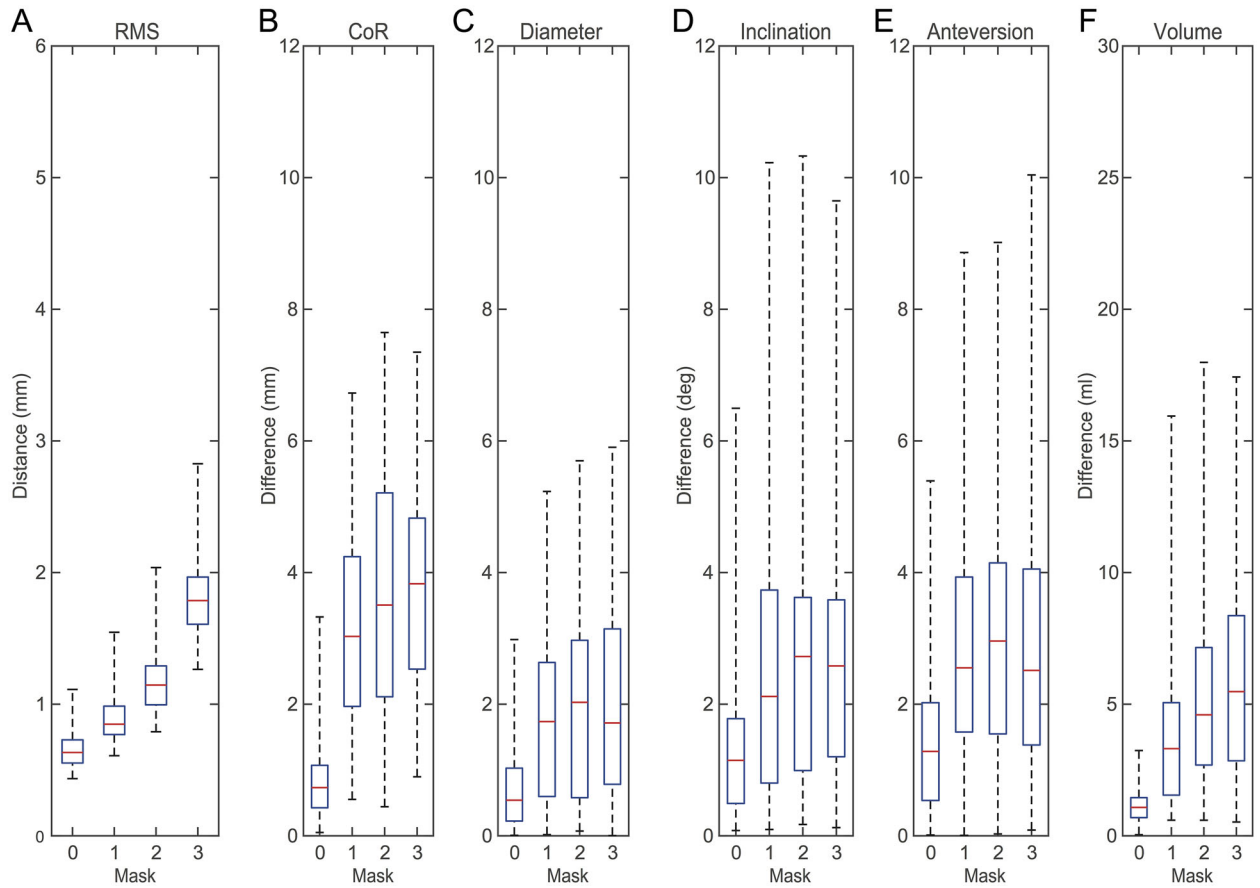 A RMS
B CoR
C Diameter
D Inclination
E Anteversion
F Volume
Distance (mm)
6
5
4
3
2
1
0
0 1 2 3
Mask
Difference (mm)
12
10
8
6
4
2
0
0 1 2 3
Mask
12
10
8
6
4
2
0
0 1 2 3
Mask
Difference (deg)
12
10
8
6
4
2
0
0 1 2 3
Mask
12
10
8
6
4
2
0
0 1 2 3
Mask
Difference (ml)
30
25
20
15
10
5
0
0 1 2 3
Mask